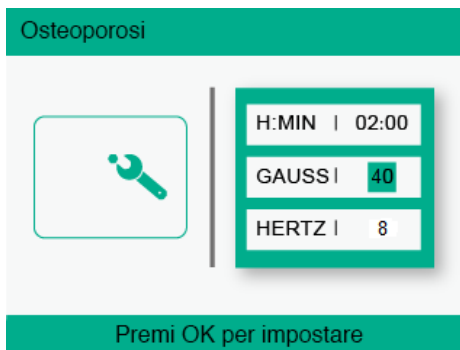 Osteoporosi
H:MIN | 02:00
GAUSS | 40
HERTZ | 8
Premi OK per impostare